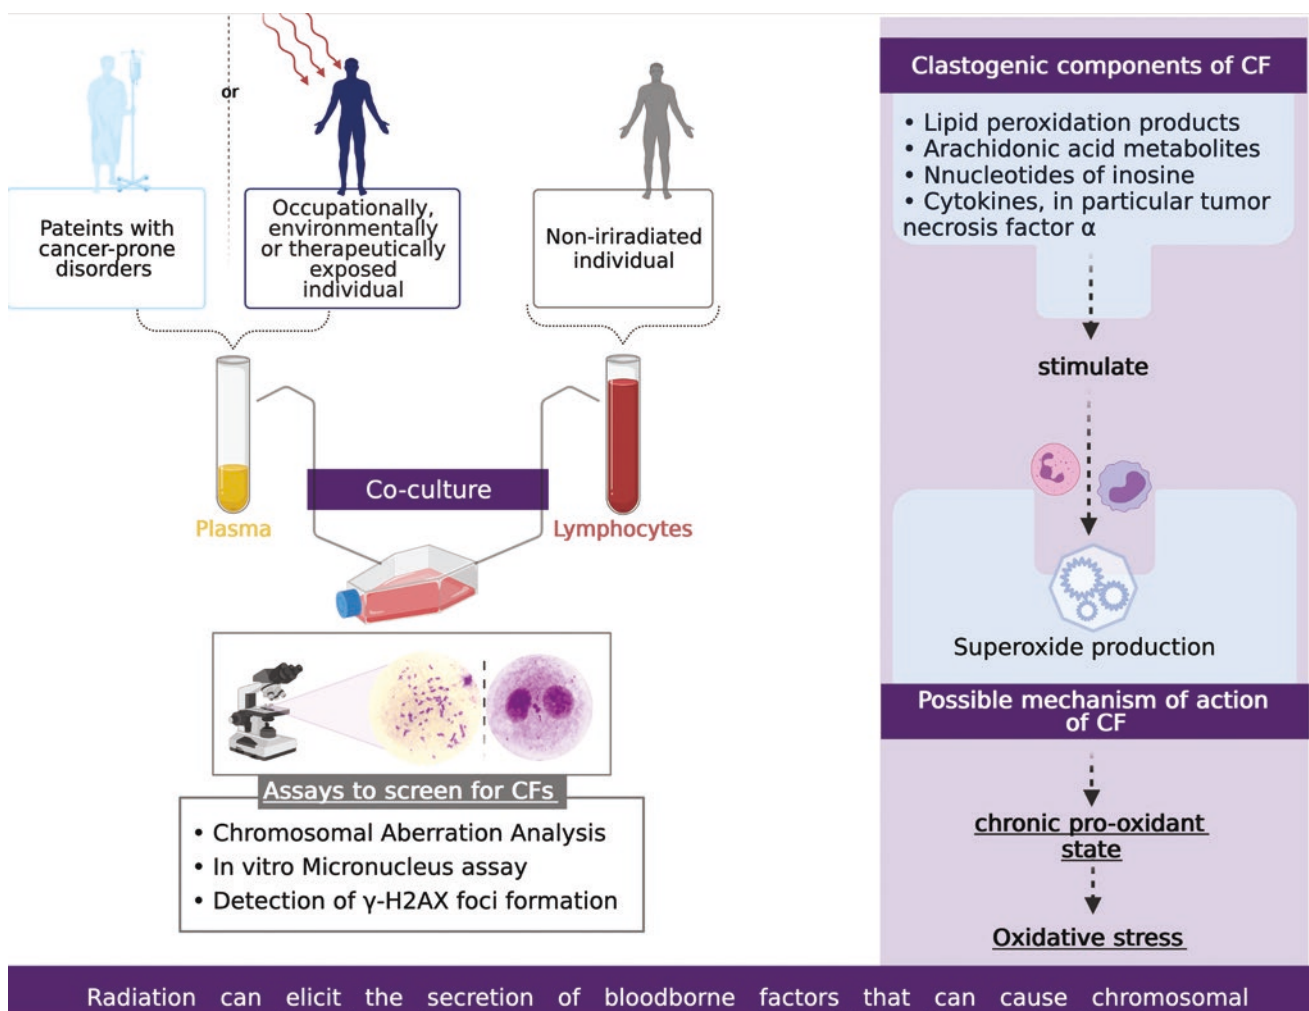 or
Pateints with
cancer-prone
disorders
Occupationally,
environmentally
or therapeutically
exposed
individual
Non-iriradiated
individual
Plasma
Co-culture
Lymphocytes
Assays to screen for CFs
• Chromosomal Aberration Analysis
• In vitro Micronucleus assay
• Detection of γ-H2AX foci formation
Clastogenic components of CF
• Lipid peroxidation products
• Arachidonic acid metabolites
• Nnucleotides of inosine
• Cytokines, in particular tumor
necrosis factor α
stimulate
Superoxide production
Possible mechanism of action
of CF
chronic pro-oxidant
state
Oxidative stress
Radiation can elicit the secretion of bloodborne factors that can cause chromosomal